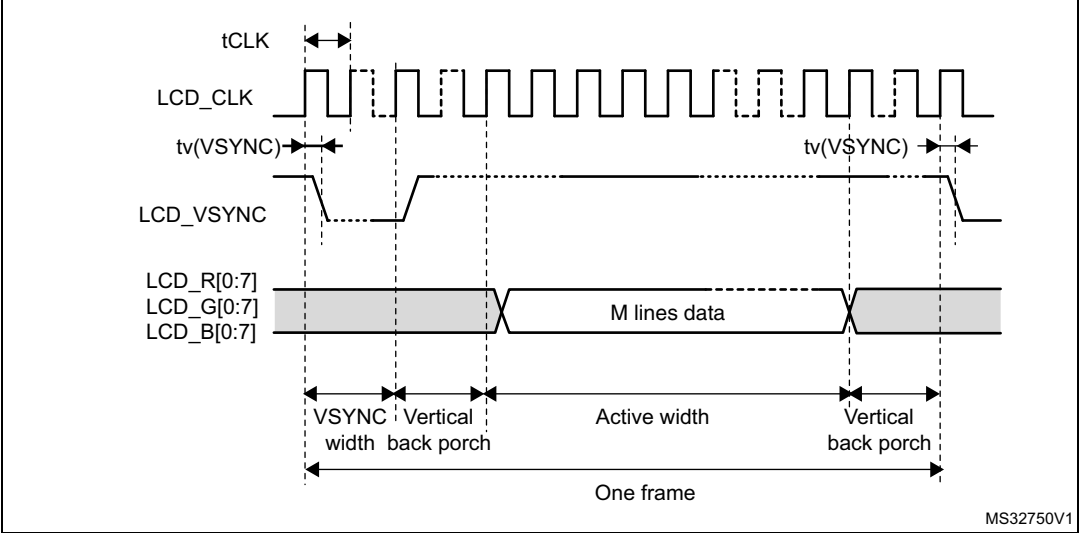 tCLK
LCD_CLK
tv(VSYNC)
tv(VSYNC)
LCD_VSYNC
LCD_R[0:7]
LCD_G[0:7]
LCD_B[0:7]
M lines data
VSYNC
width
Vertical
back porch
Active width
Vertical
back porch
One frame
MS32750V1